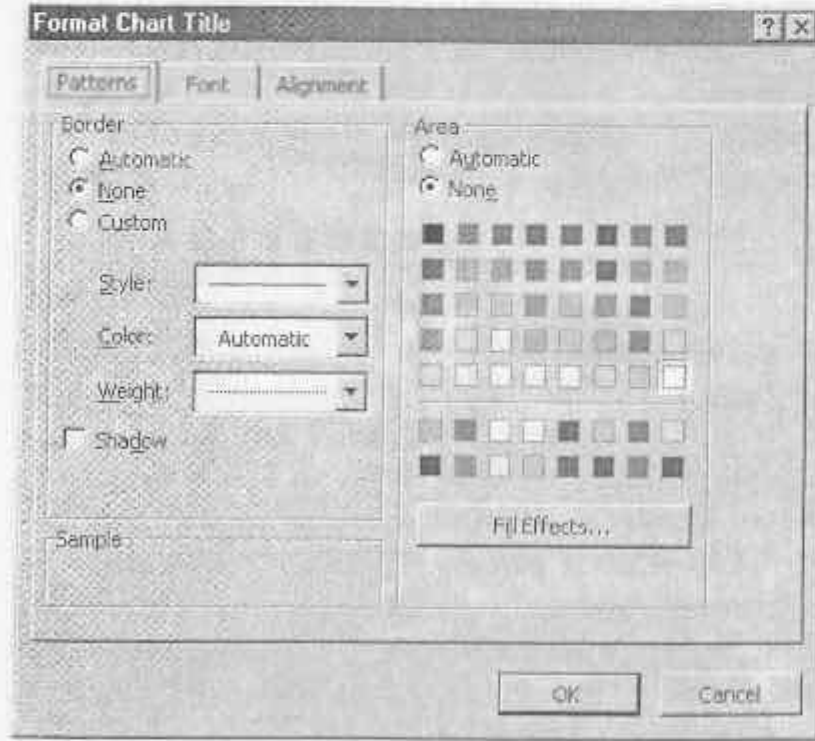 Format Chart Title
? X
Patterns Font Alignment
Border
Automatic
None
Custom
Style:
Color: Automatic
Weight:
Shadow
Sample
Area
Automatic
None
Fill Effects...
OK Cancel